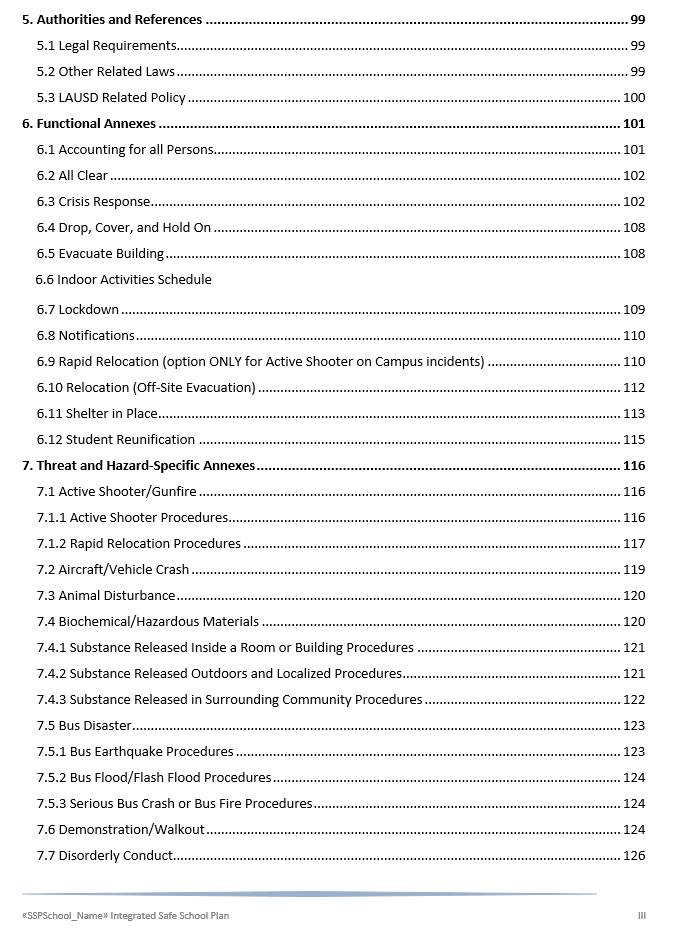 5. Authorities and References ........ 99
5.1 Legal Requirements........ 99
5.2 Other Related Laws........ 99
5.3 LAUSD Related Policy ........ 100
6. Functional Annexes ........ 101
6.1 Accounting for all Persons........ 101
6.2 All Clear ........ 102
6.3 Crisis Response........ 102
6.4 Drop, Cover, and Hold On ........ 108
6.5 Evacuate Building........ 108
6.6 Indoor Activities Schedule
6.7 Lockdown ........ 109
6.8 Notifications........ 110
6.9 Rapid Relocation (option ONLY for Active Shooter on Campus incidents) ........ 110
6.10 Relocation (Off-Site Evacuation) ........ 112
6.11 Shelter in Place........ 113
6.12 Student Reunification ........ 115
7. Threat and Hazard-Specific Annexes........ 116
7.1 Active Shooter/Gunfire ........ 116
7.1.1 Active Shooter Procedures........ 116
7.1.2 Rapid Relocation Procedures ........ 117
7.2 Aircraft/Vehicle Crash ........ 119
7.3 Animal Disturbance........ 120
7.4 Biochemical/Hazardous Materials ........ 120
7.4.1 Substance Released Inside a Room or Building Procedures ........ 121
7.4.2 Substance Released Outdoors and Localized Procedures........ 121
7.4.3 Substance Released in Surrounding Community Procedures ........ 122
7.5 Bus Disaster........ 123
7.5.1 Bus Earthquake Procedures ........ 123
7.5.2 Bus Flood/Flash Flood Procedures ........ 124
7.5.3 Serious Bus Crash or Bus Fire Procedures........ 124
7.6 Demonstration/Walkout ........ 124
7.7 Disorderly Conduct........ 126
«SSPSchool_Name» Integrated Safe School Plan III